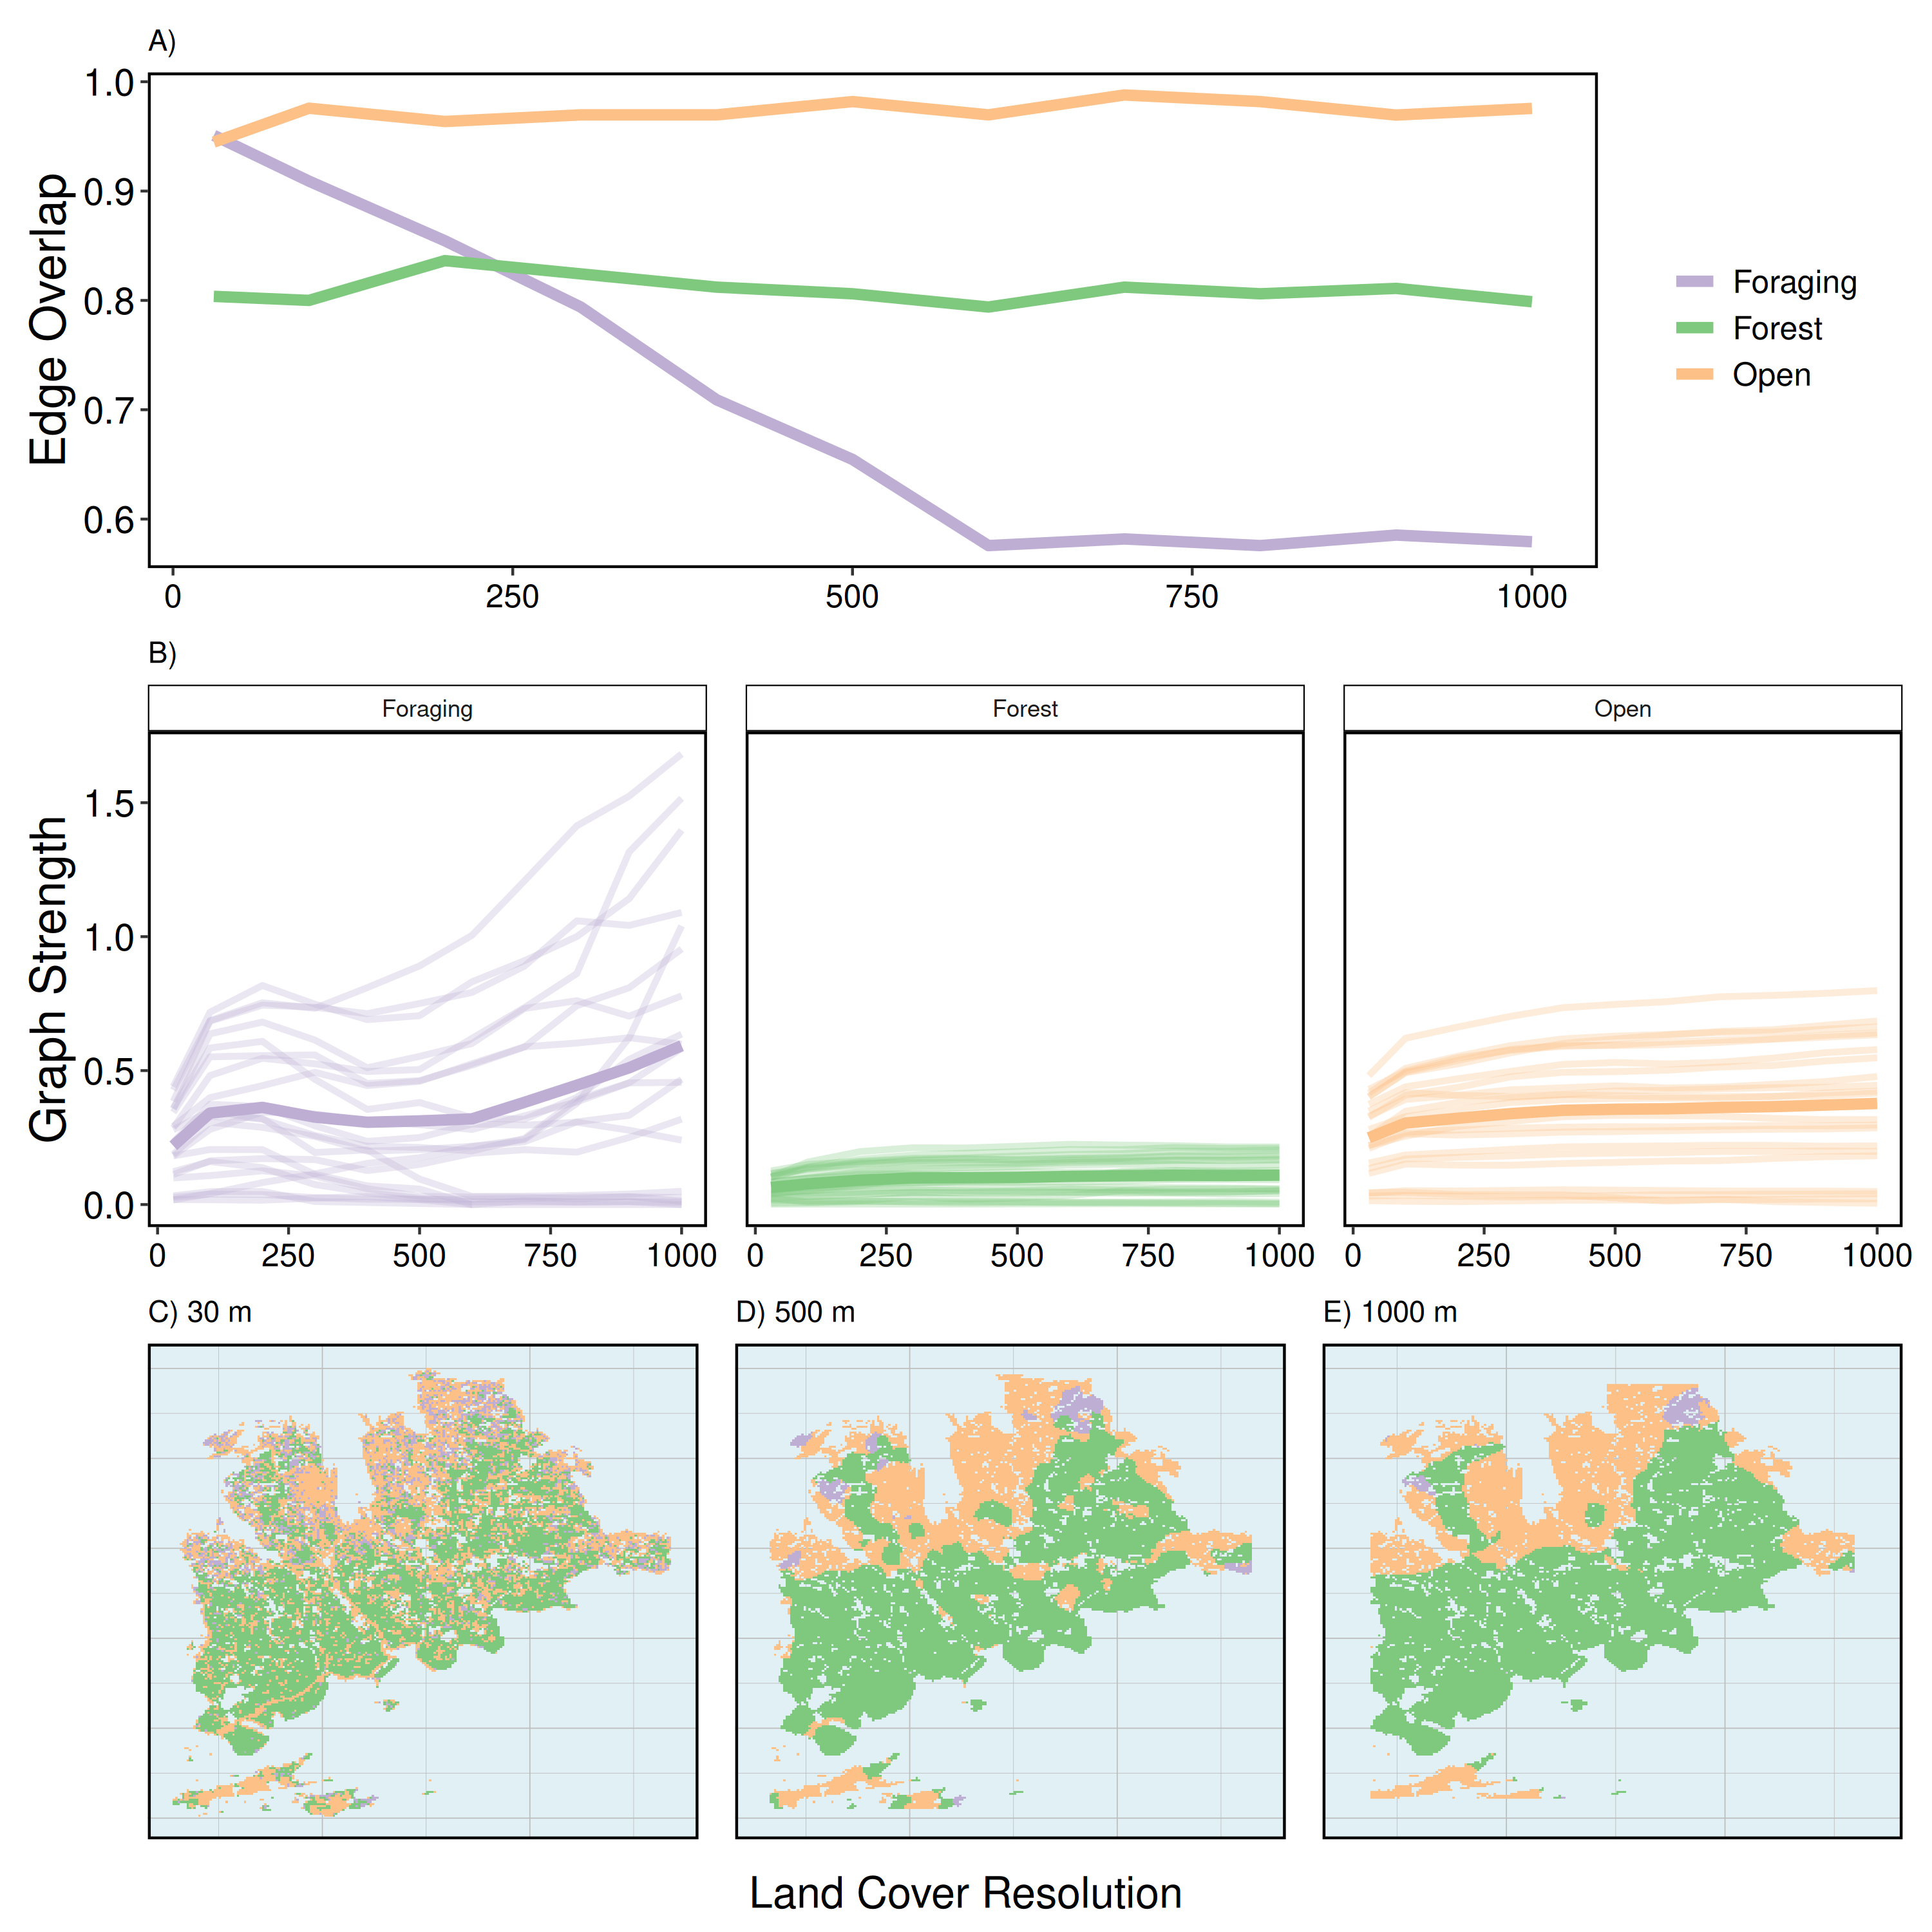 A)
Edge Overlap
1.0
0.9
0.8
0.7
0.6
0 250 500 750 1000
Foraging
Forest
Open
B)
Foraging Forest Open
Graph Strength
1.5
1.0
0.5
0.0
0 250 500 750 1000 0 250 500 750 1000 0 250 500 750 1000
C) 30 m D) 500 m E) 1000 m
Land Cover Resolution